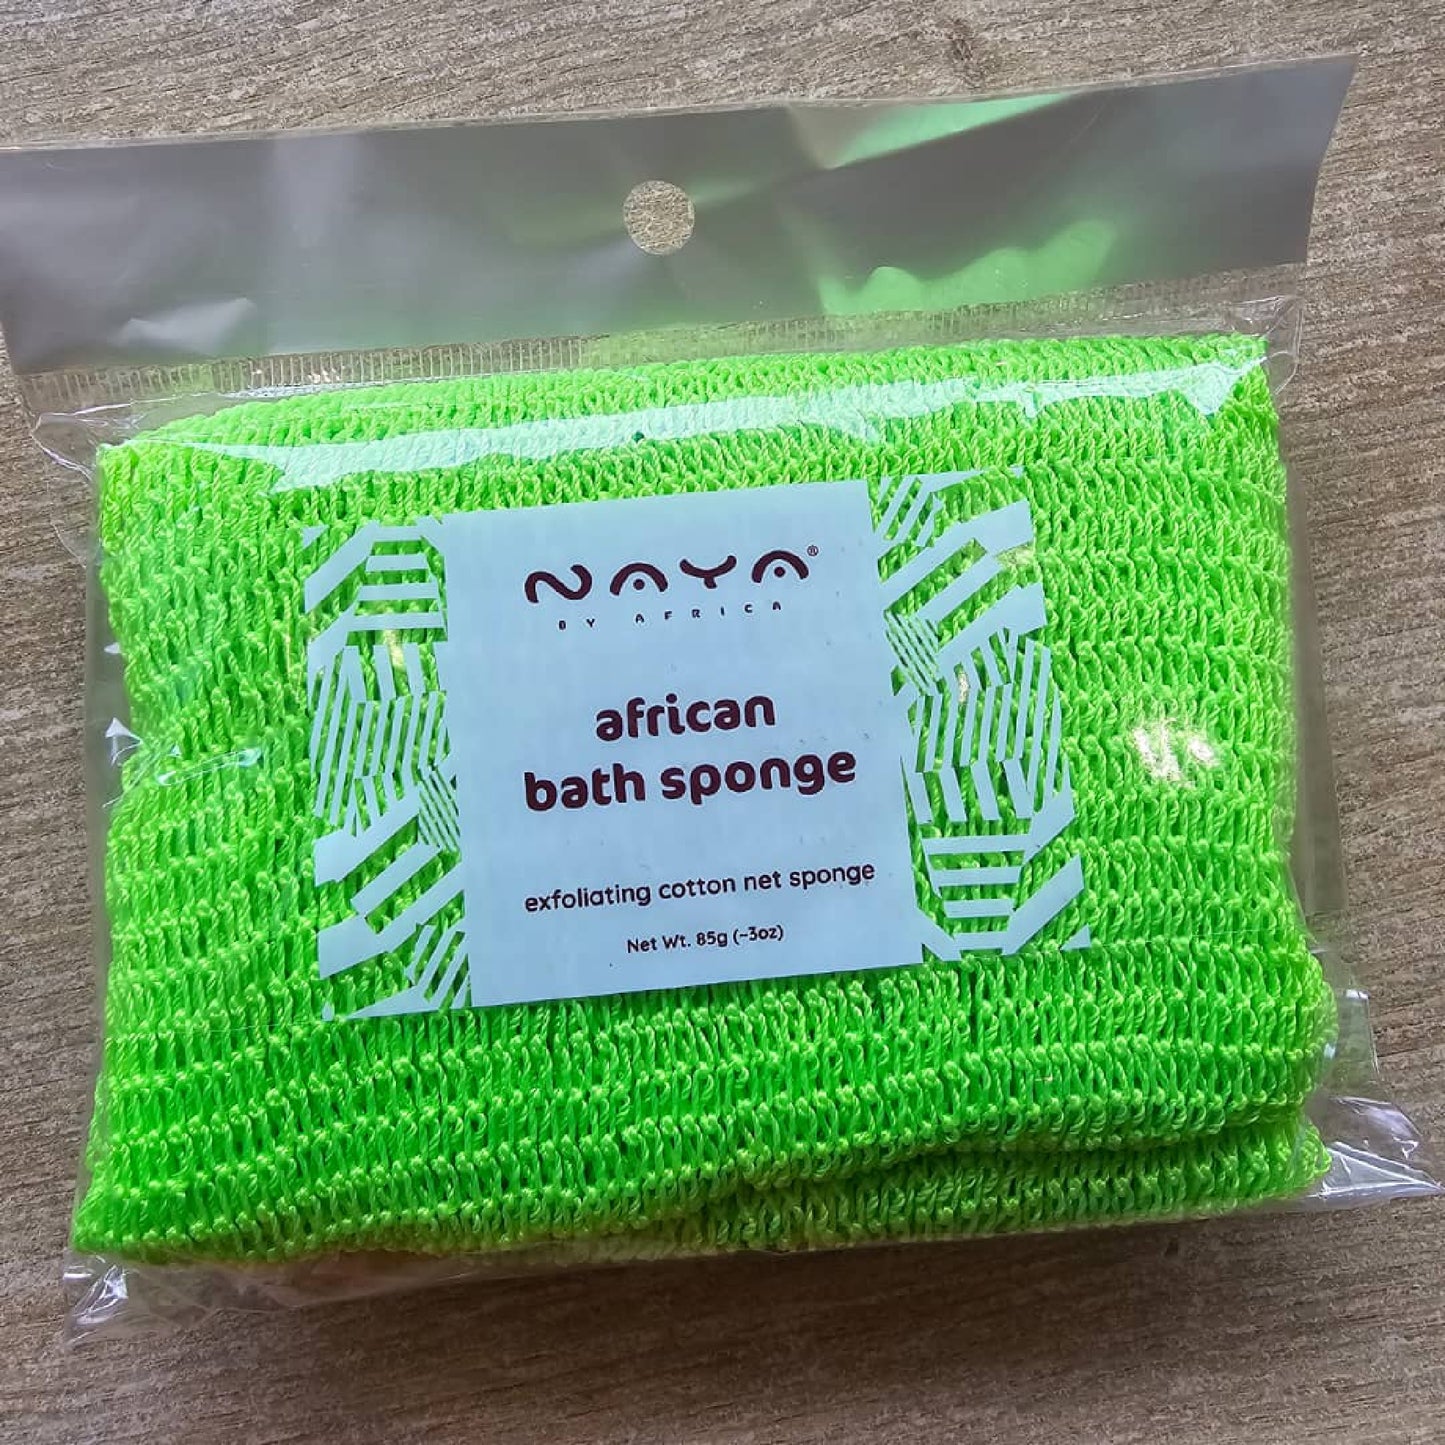 NAYA®
BY AFRICA
african
bath sponge
exfoliating cotton net sponge
Net Wt. 85g (~3oz)